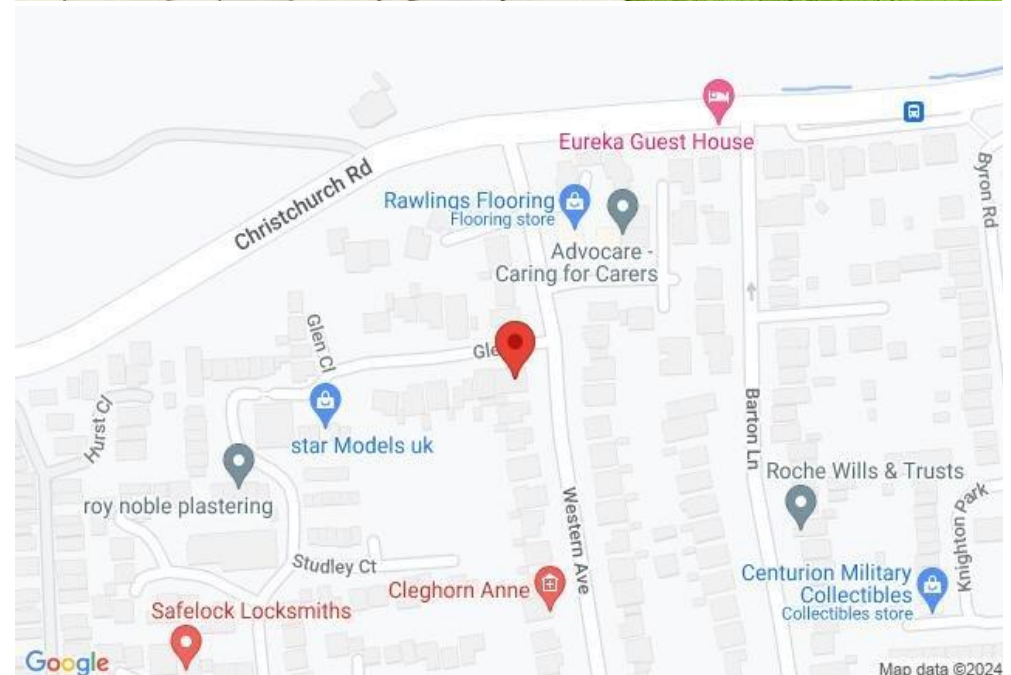 Eureka Guest House
Byron Rd
Christchurch Rd
Rawlings Flooring
Flooring store
Advocare -
Caring for Carers
Glen Cl
Gle
Hurst Cl
Barton Ln
star Models uk
Roche Wills & Trusts
roy noble plastering
Western Ave
Knighton Park
Studley Ct
Cleghorn Anne
Centurion Military
Collectibles
Collectibles store
Safelock Locksmiths
Google
Map data ©2024